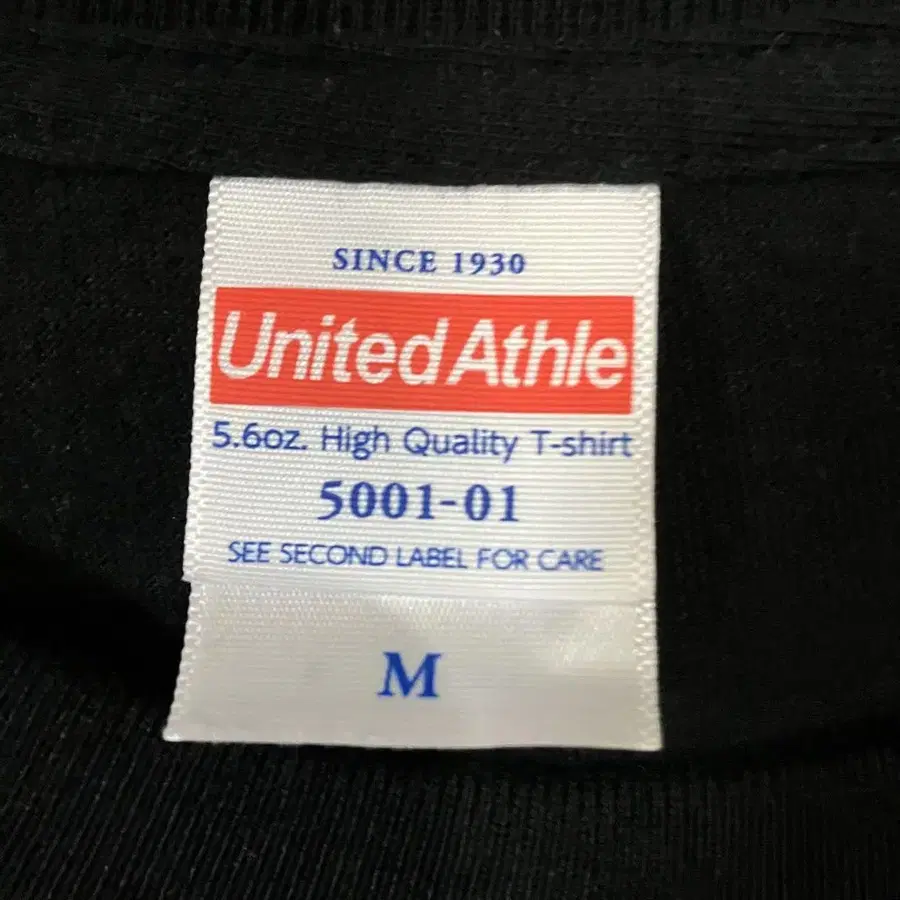 SINCE 1930
United Athle
5.6oz. High Quality T-shirt
5001-01
SEE SECOND LABEL FOR CARE
M